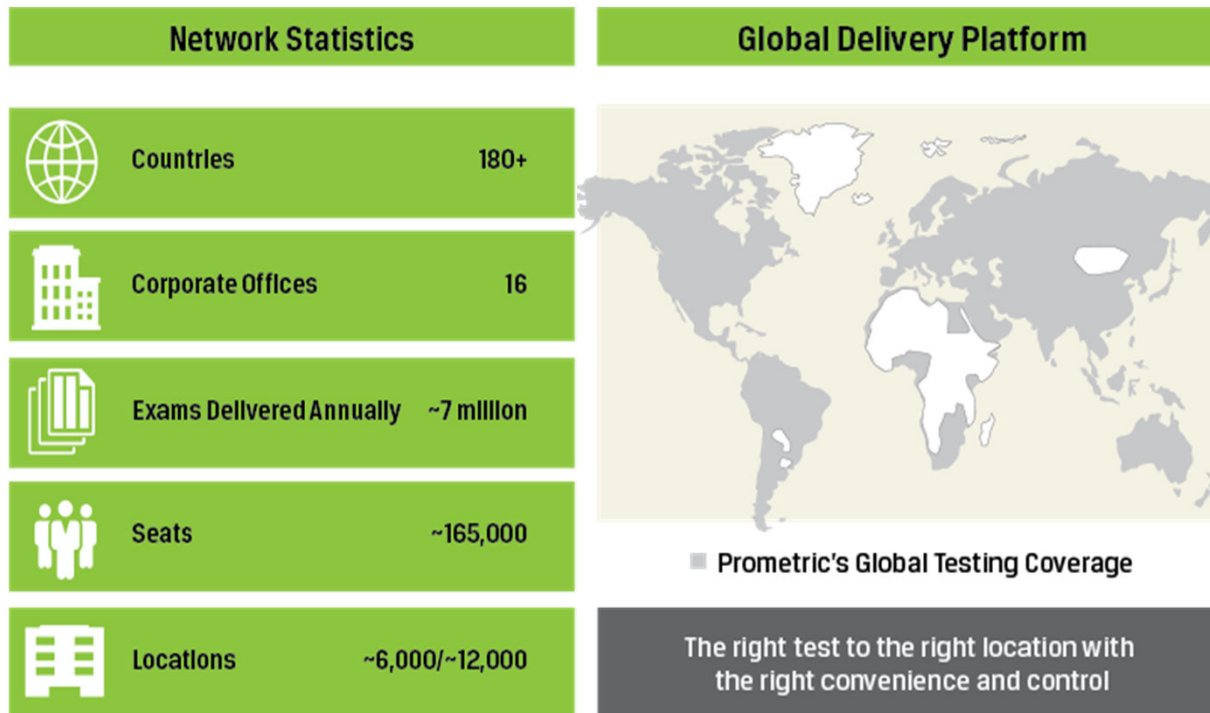 Network Statistics
Countries 180+
Corporate Offices 16
Exams Delivered Annually ~7 million
Seats ~165,000
Locations ~6,000/~12,000
Global Delivery Platform
Prometric's Global Testing Coverage
The right test to the right location with
the right convenience and control